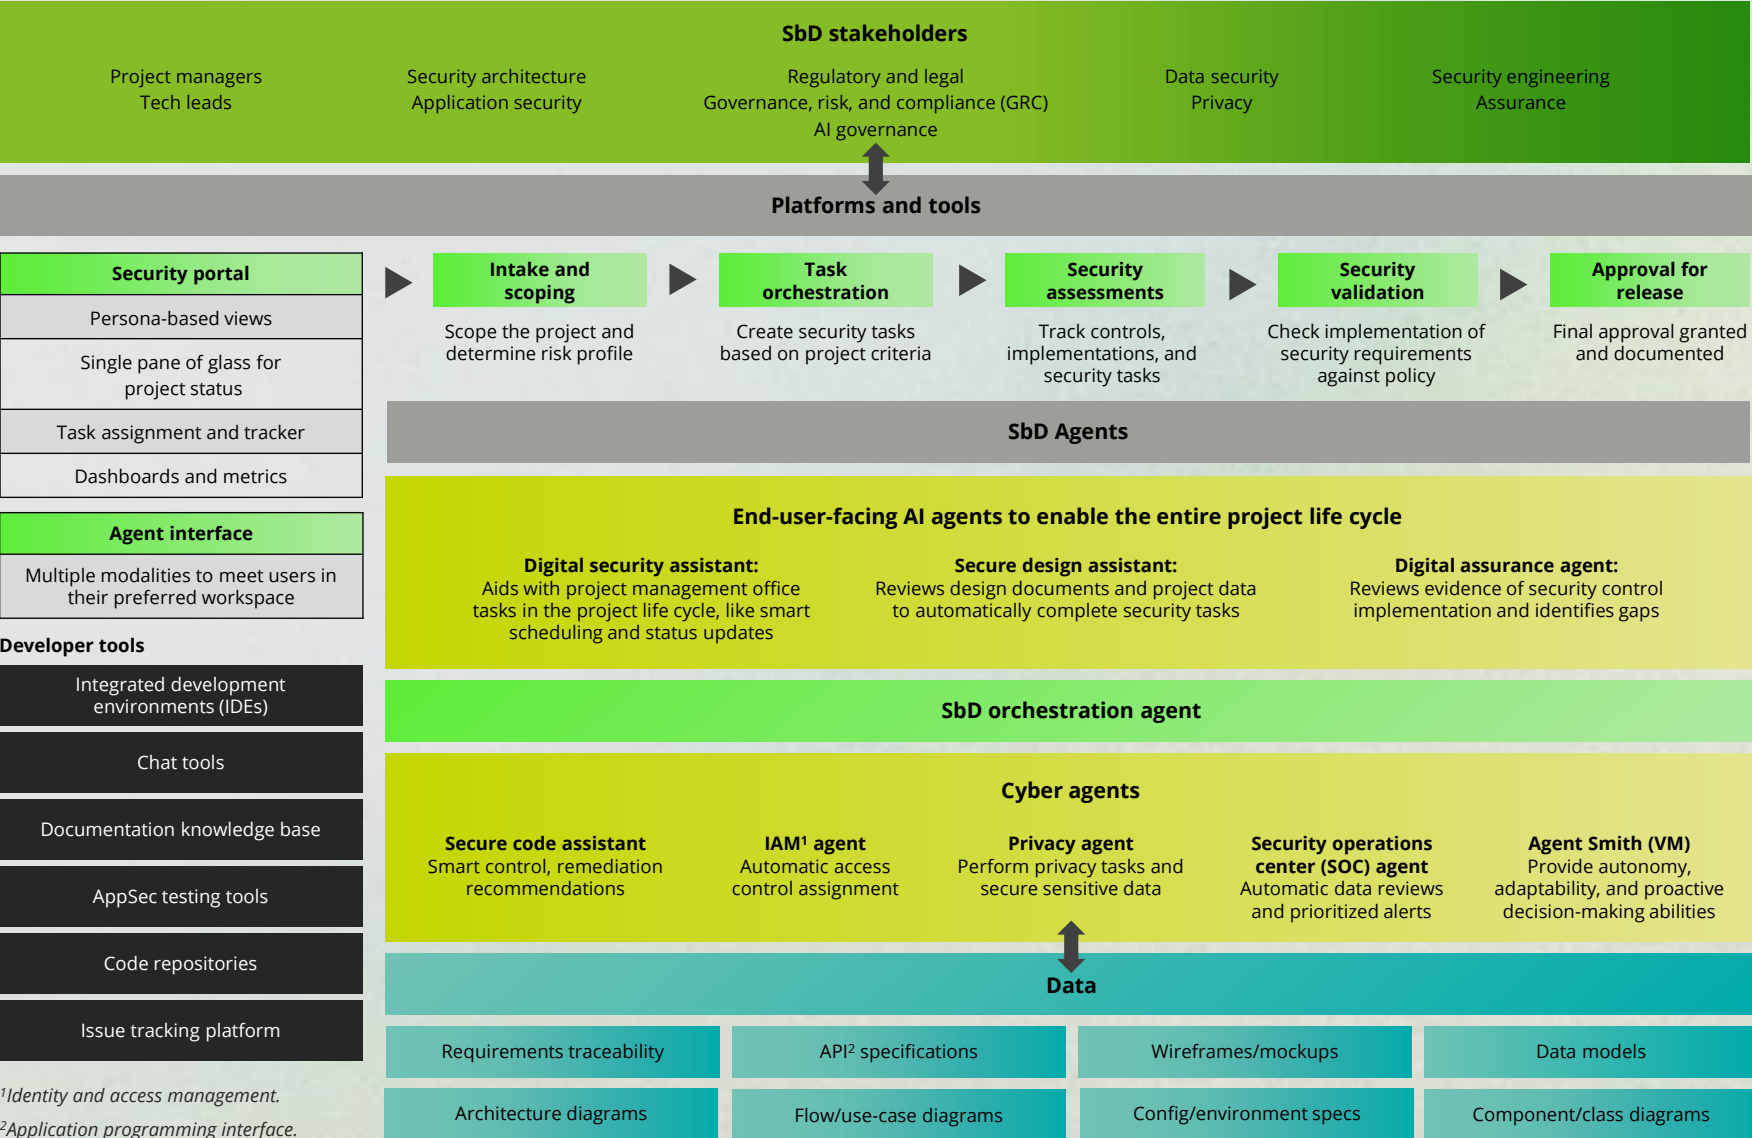 SbD stakeholders
Project managers
Tech leads
Security architecture
Application security
Regulatory and legal
Governance, risk, and compliance (GRC)
AI governance
Data security
Privacy
Security engineering
Assurance
Platforms and tools
Security portal
Persona-based views
Single pane of glass for
project status
Task assignment and tracker
Dashboards and metrics
Agent interface
Multiple modalities to meet users in
their preferred workspace
Developer tools
Integrated development
environments (IDEs)
Chat tools
Documentation knowledge base
AppSec testing tools
Code repositories
Issue tracking platform
¹Identity and access management.
²Application programming interface.
Intake and
scoping
Scope the project and
determine risk profile
Task
orchestration
Create security tasks
based on project criteria
Security
assessments
Track controls,
implementations, and
security tasks
Security
validation
Check implementation of
security requirements
against policy
Approval for
release
Final approval granted
and documented
SbD Agents
End-user-facing AI agents to enable the entire project life cycle
Digital security assistant:
Aids with project management office
tasks in the project life cycle, like smart
scheduling and status updates
Secure design assistant:
Reviews design documents and project data
to automatically complete security tasks
Digital assurance agent:
Reviews evidence of security control
implementation and identifies gaps
SbD orchestration agent
Cyber agents
Secure code assistant
Smart control, remediation
recommendations
IAM¹ agent
Automatic access
control assignment
Privacy agent
Perform privacy tasks and
secure sensitive data
Security operations
center (SOC) agent
Automatic data reviews
and prioritized alerts
Agent Smith (VM)
Provide autonomy,
adaptability, and proactive
decision-making abilities
Data
Requirements traceability
API² specifications
Wireframes/mockups
Data models
Architecture diagrams
Flow/use-case diagrams
Config/environment specs
Component/class diagrams